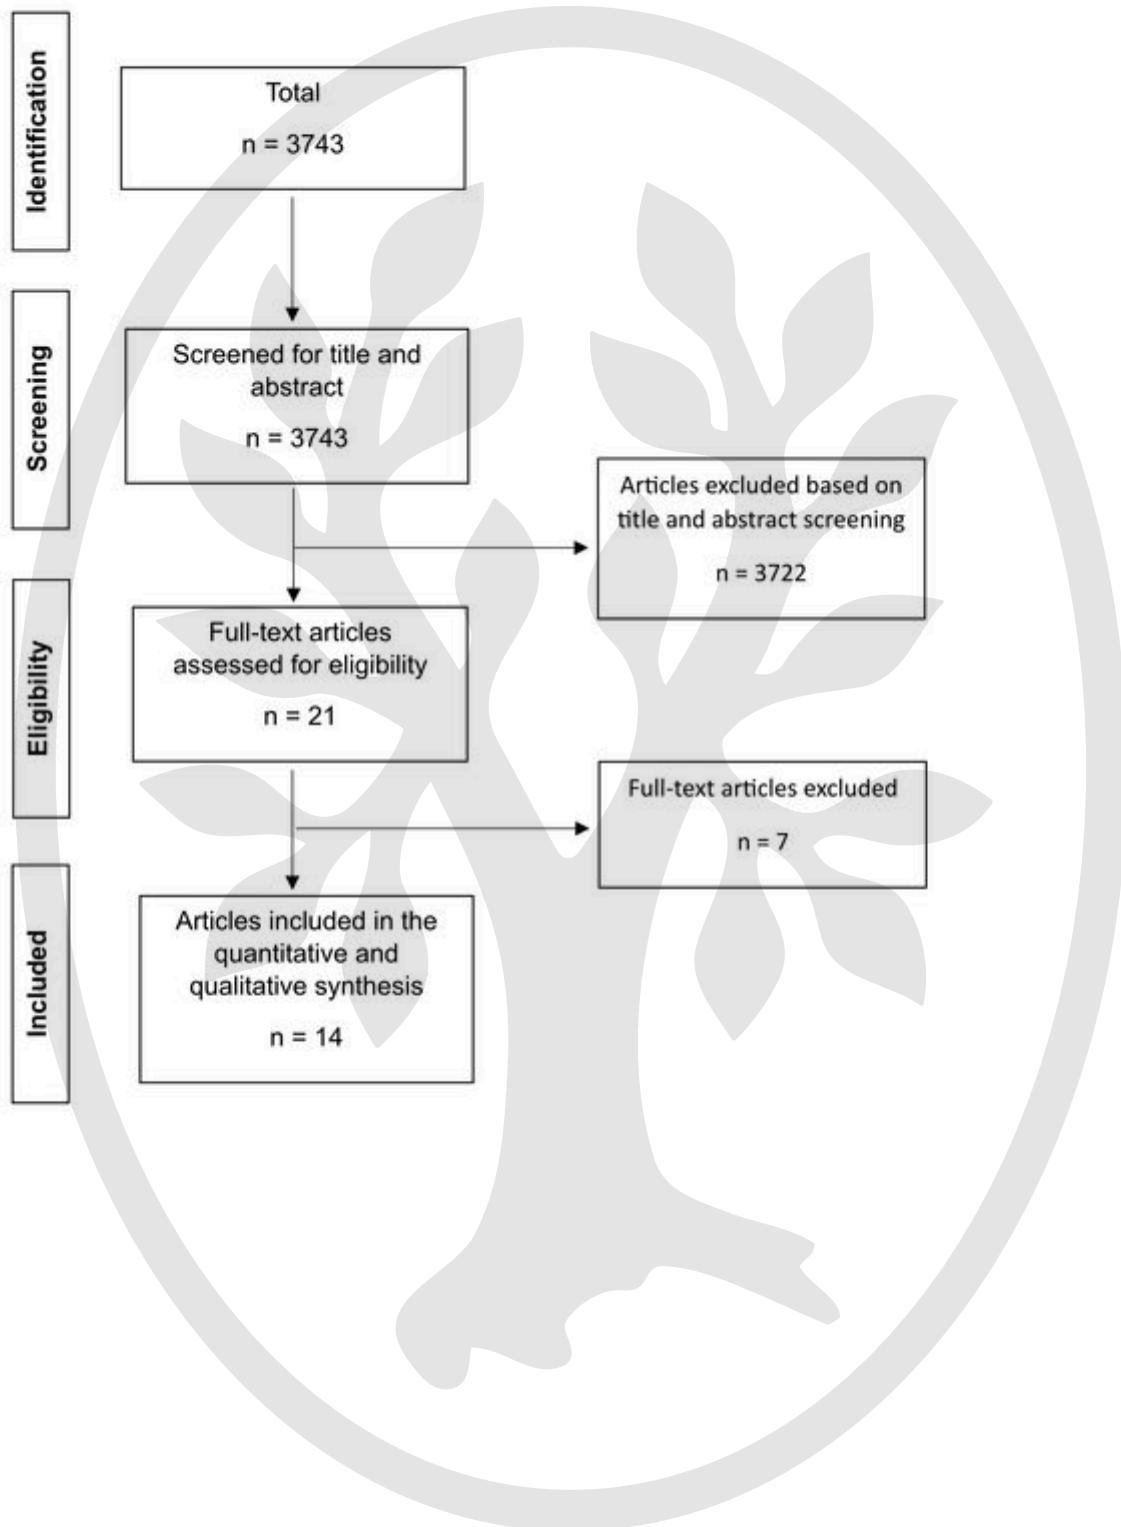 Identification
Total
n = 3743
Screening
Screened for title and
abstract
n = 3743
Articles excluded based on
title and abstract screening
n = 3722
Eligibility
Full-text articles
assessed for eligibility
n = 21
Full-text articles excluded
n = 7
Included
Articles included in the
quantitative and
qualitative synthesis
n = 14